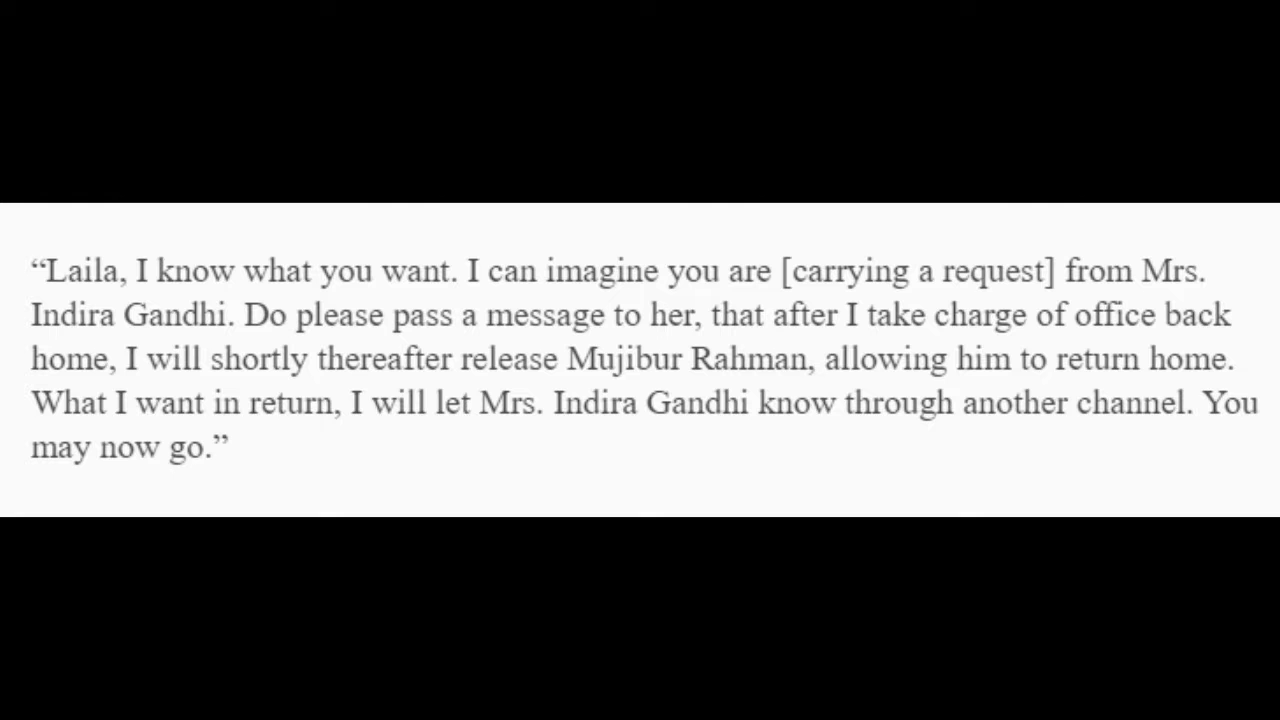 “Laila, I know what you want. I can imagine you are [carrying a request] from Mrs.
Indira Gandhi. Do please pass a message to her, that after I take charge of office back
home, I will shortly thereafter release Mujibur Rahman, allowing him to return home.
What I want in return, I will let Mrs. Indira Gandhi know through another channel. You
may now go.”